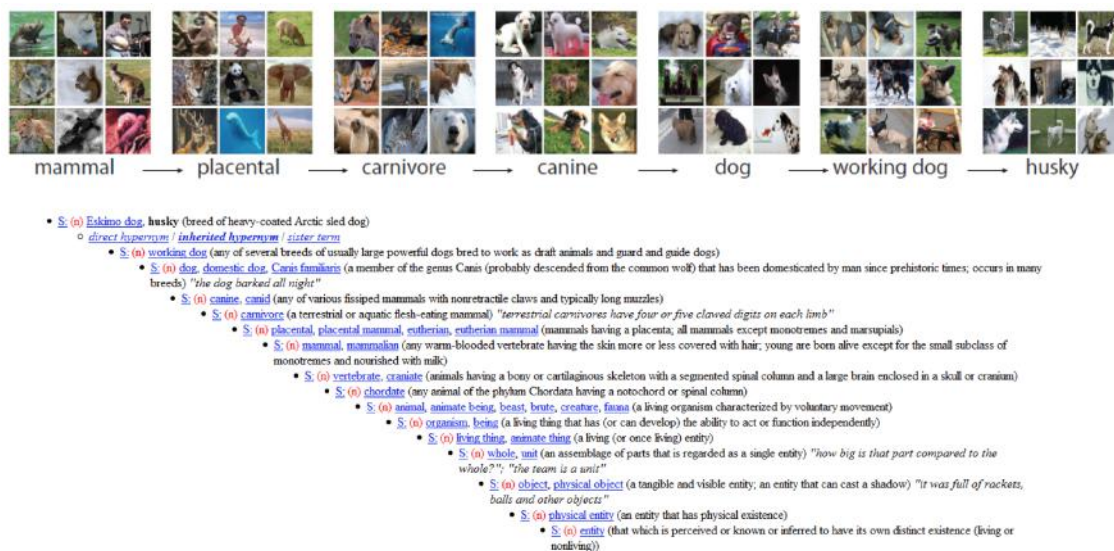 mammal → placental → carnivore → canine → dog → working dog → husky
• S: (n) Eskimo dog, husky (breed of heavy-coated Arctic sled dog)
○ direct hypernym / inherited hypernym / sister term
• S: (n) working dog (any of several breeds of usually large powerful dogs bred to work as draft animals and guard and guide dogs)
• S: (n) dog, domestic dog, Canis familiaris (a member of the genus Canis (probably descended from the common wolf) that has been domesticated by man since prehistoric times; occurs in many
breeds) "the dog barked all night"
• S: (n) canine, canid (any of various fissiped mammals with nonretractile claws and typically long muzzles)
• S: (n) carnivore (a terrestrial or aquatic flesh-eating mammal) "terrestrial carnivores have four or five clawed digits on each limb"
• S: (n) placental, placental mammal, eutherian, eutherian mammal (mammals having a placenta; all mammals except monotremes and marsupials)
• S: (n) mammal, mammalian (any warm-blooded vertebrate having the skin more or less covered with hair; young are born alive except for the small subclass of
monotremes and nourished with milk)
• S: (n) vertebrate, craniate (animals having a bony or cartilaginous skeleton with a segmented spinal column and a large brain enclosed in a skull or cranium)
• S: (n) chordate (any animal of the phylum Chordata having a notochord or spinal column)
• S: (n) animal, animate being, beast, brute, creature, fauna (a living organism characterized by voluntary movement)
• S: (n) organism, being (a living thing that has (or can develop) the ability to act or function independently)
• S: (n) living thing, animate thing (a living (or once living) entity)
• S: (n) whole, unit (an assemblage of parts that is regarded as a single entity) "how big is that part compared to the
whole?"; "the team is a unit"
• S: (n) object, physical object (a tangible and visible entity; an entity that can cast a shadow) "it was full of rackets,
balls and other objects"
• S: (n) physical entity (an entity that has physical existence)
• S: (n) entity (that which is perceived or known or inferred to have its own distinct existence (living or
nonliving))